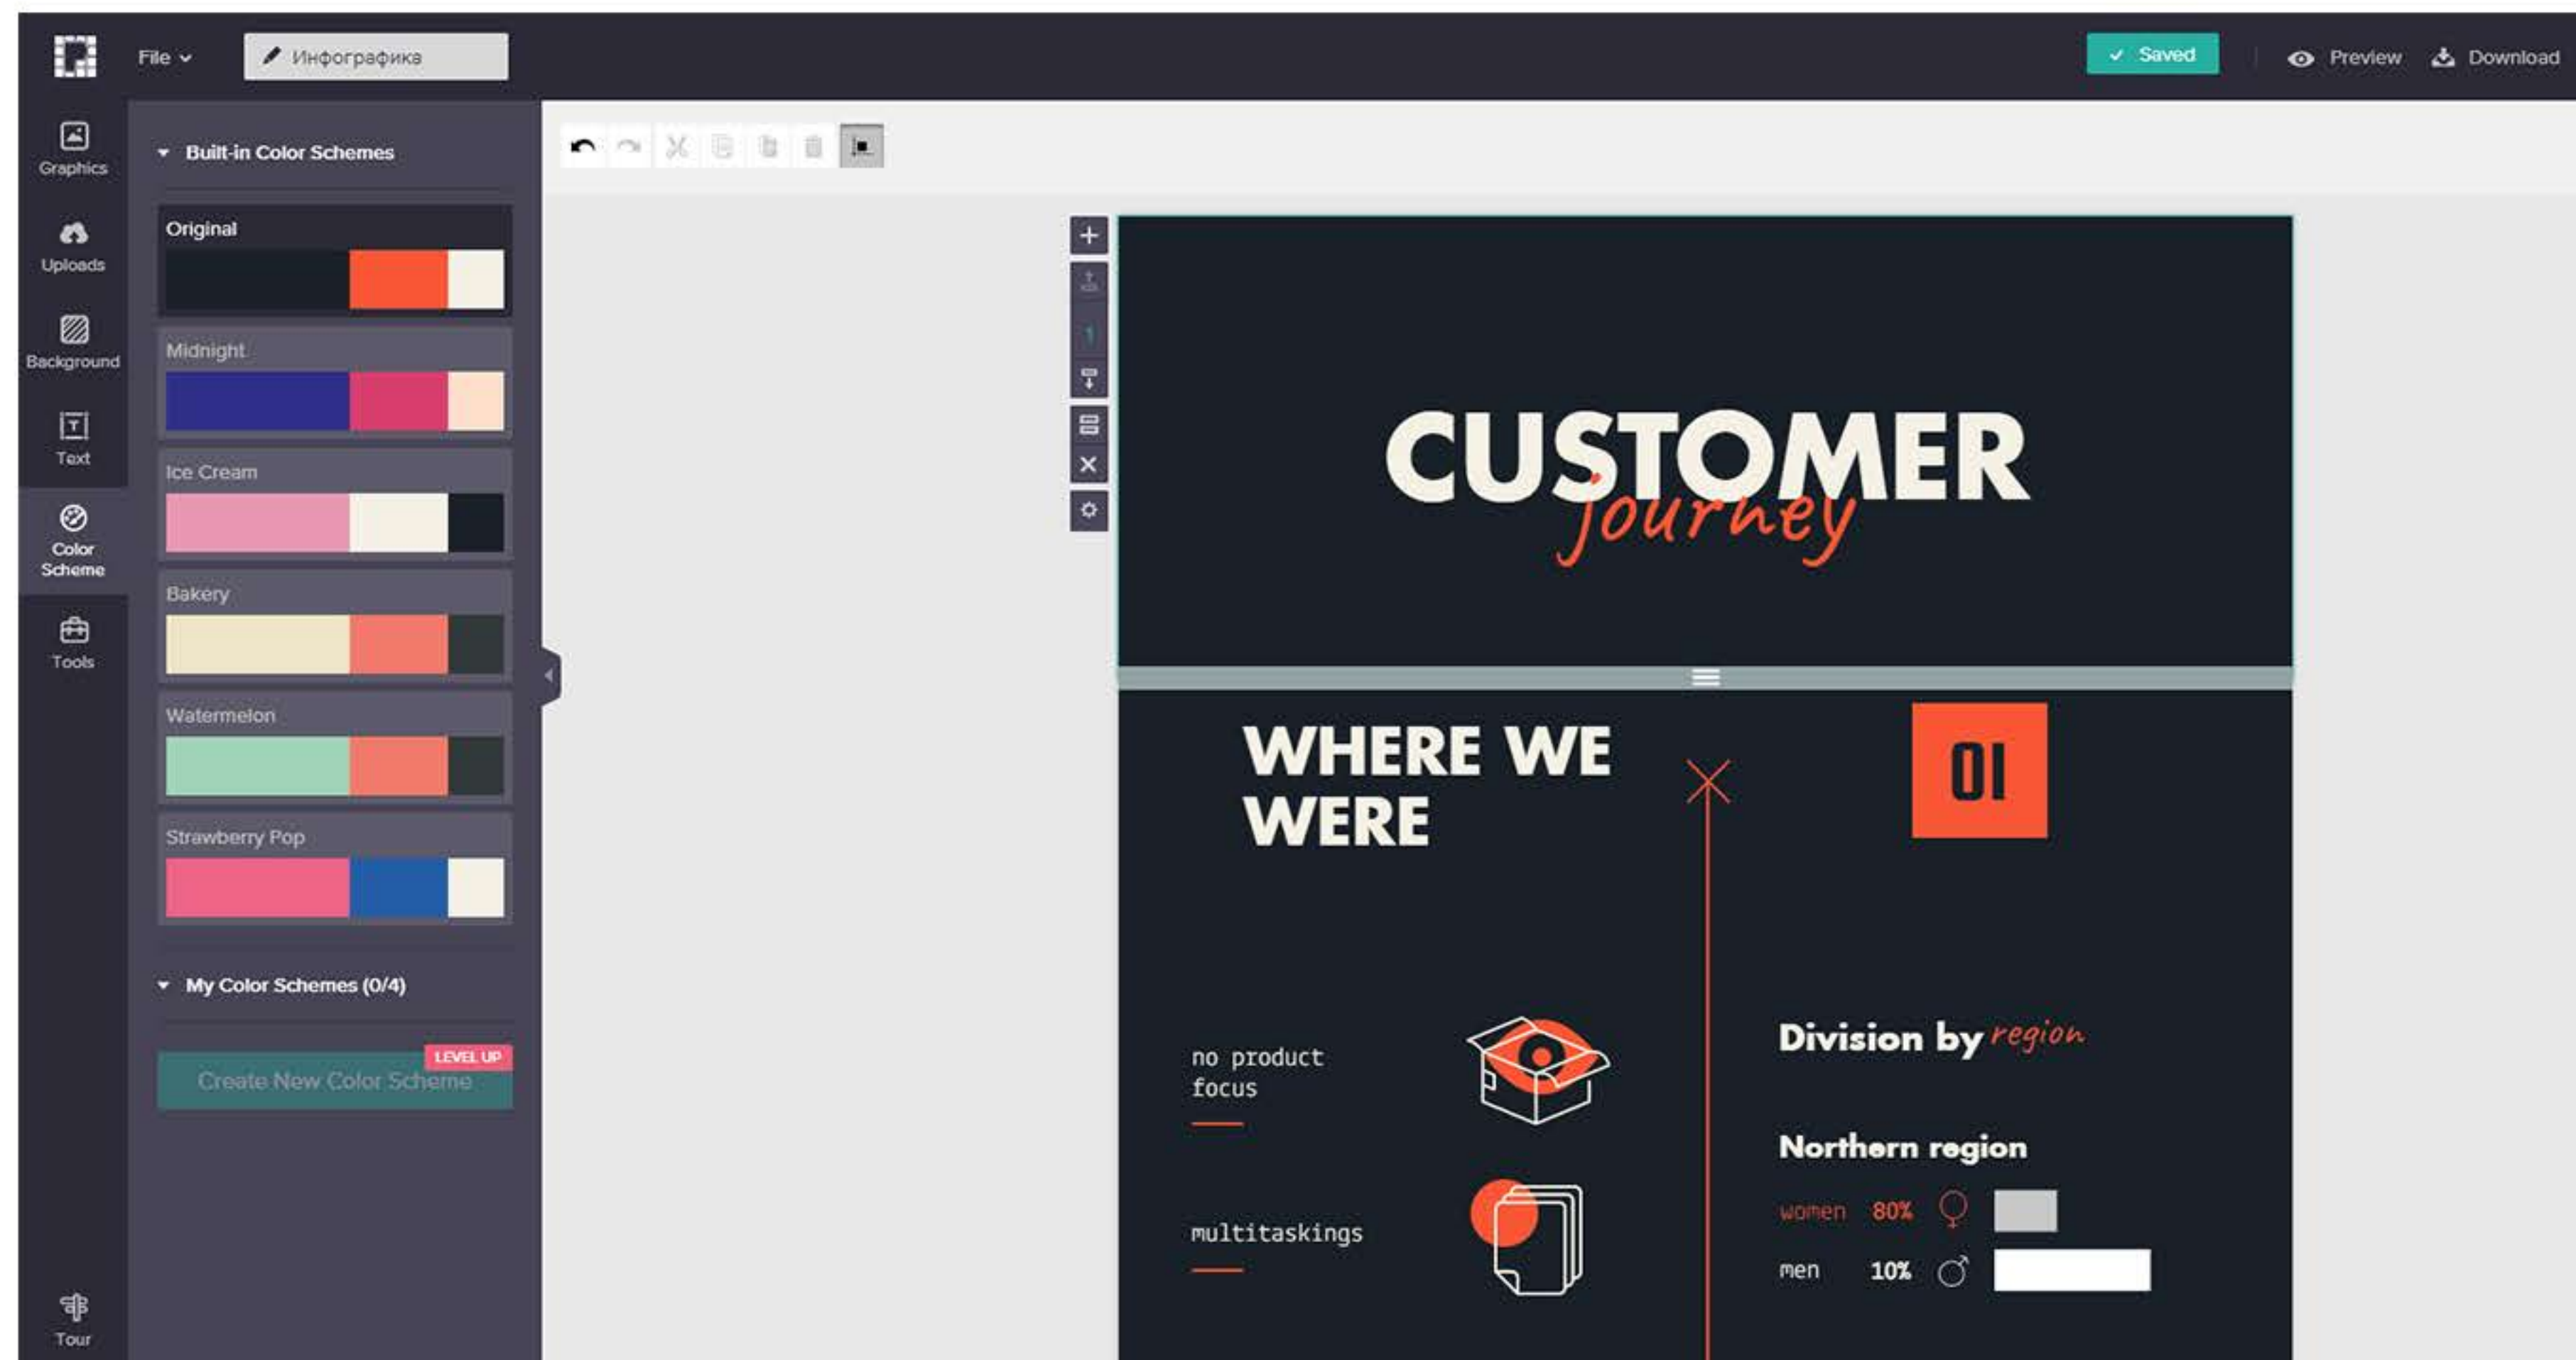 File
Инфографика
Saved
Preview
Download
Graphics
Uploads
Background
Text
Color
Scheme
Tools
Tour
Built-in Color Schemes
Original
Midnight
Ice Cream
Bakery
Watermelon
Strawberry Pop
My Color Schemes (0/4)
LEVEL UP
Create New Color Scheme
1
CUSTOMER
journey
WHERE WE
WERE
01
no product
focus
multitaskings
Division by region
Northern region
women 80%
men 10%